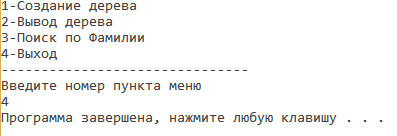 1-Создание дерева
2-Вывод дерева
3-Поиск по Фамилии
4-Выход
-------------------------------
Введите номер пункта меню
4
Программа завершена, нажмите любую клавишу . . .